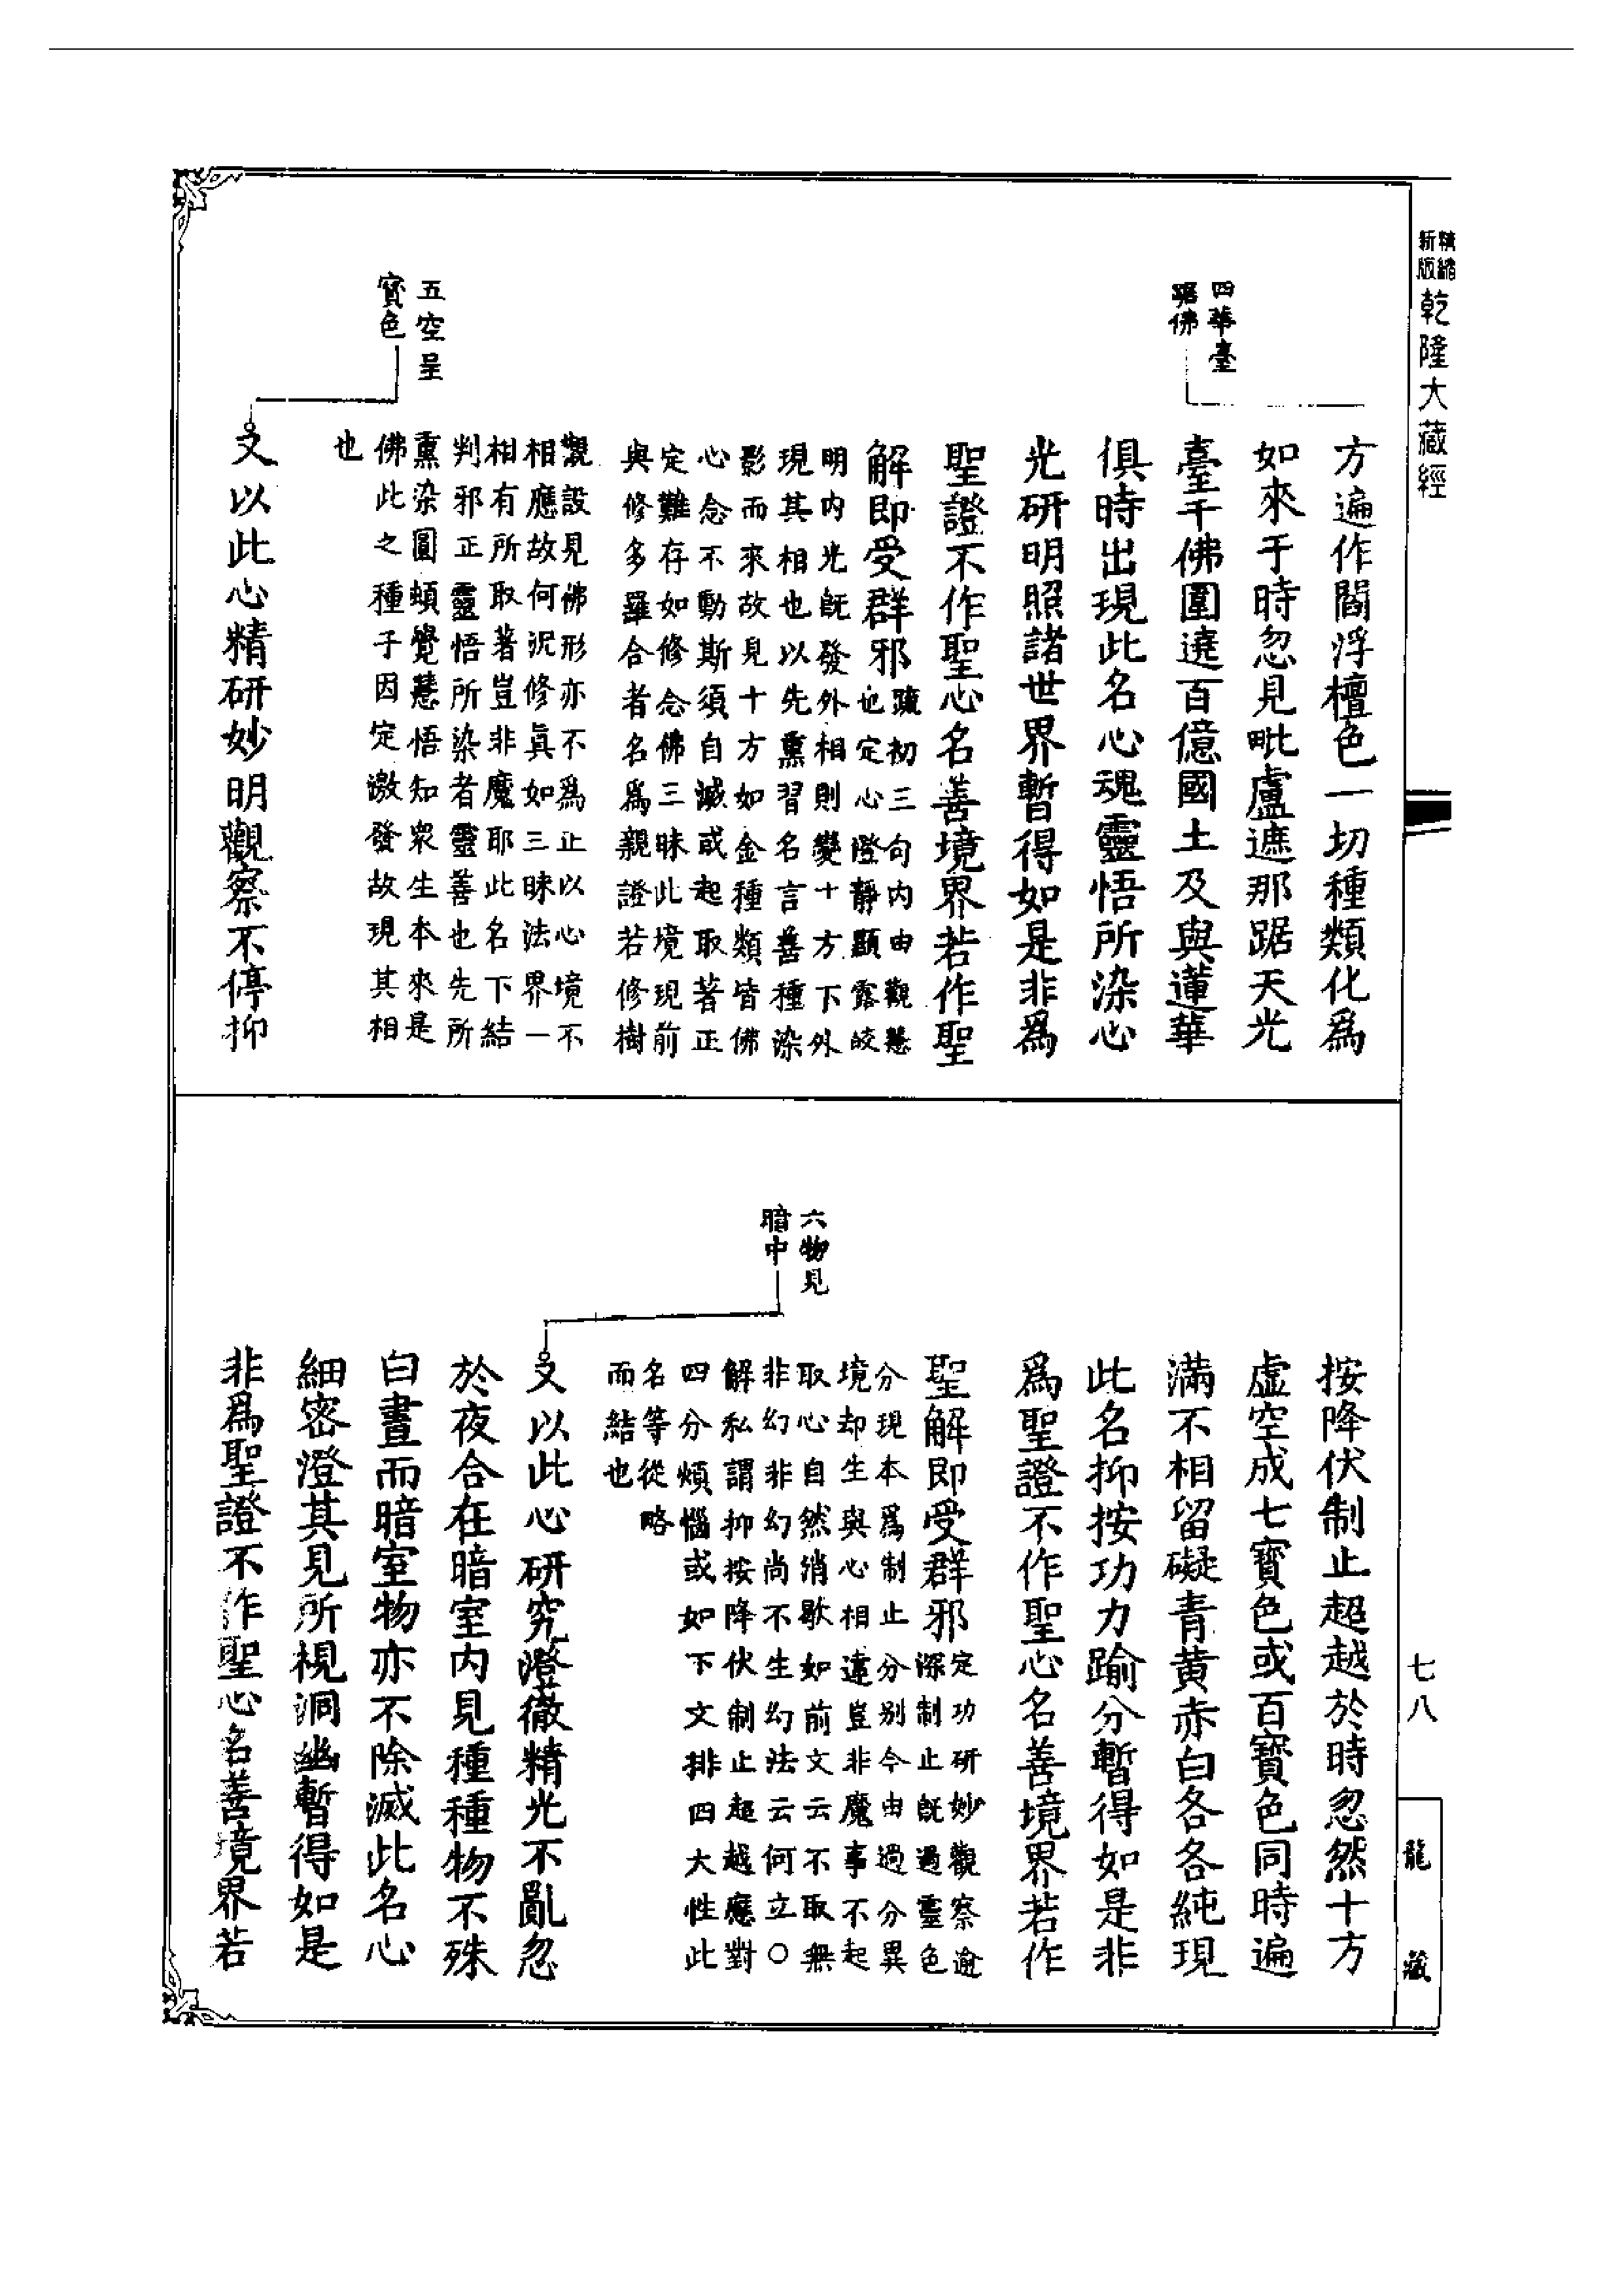 精縮
新版
乾隆大藏經
四華臺
踞佛
方遍作閻浮檀色一切種類化為
如來于時忽見毗盧遮那踞天光
臺千佛圍遶百億國土及與蓮華
俱時出現此名心魂靈悟所染心
光研明照諸世界暫得如是非為
聖證不作聖心名善境界若作聖
解即受群邪
疏初三句內由觀慧
也定心澄靜顯露皎
明內光既發外相則變十方下外
現其相也以先熏習名言善種染
影而來故見十方如金種類皆佛
心念不動斯須自滅或起取著正
定難存如修念佛三昧此境現前
與修多羅合者名為親證若修樹
觀設見佛形亦不為止以心境不
相應故何況修真如三昧法界一
相有所取著豈非魔耶此名下結
判邪正靈悟所染者靈善也先所
熏染圓頓覺慧悟知眾生本來是
佛此之種子因定激發故現其相
也
五空呈
寶色
又以此心精研妙明觀察不停抑
按降伏制止超越於時忽然十方
虛空成七寶色或百寶色同時遍
滿不相留礙青黃赤白各各純現
此名抑按功力踰分暫得如是非
為聖證不作聖心名善境界若作
聖解即受群邪
定功研妙觀察逾
深制止既過靈色
分現本為制止分別今由過分異
境却生與心相違豈非魔事不起
取心自然消歇如前文云不取無
非幻非幻尚不生幻法云何立○
解私謂抑按降伏制止超越應對
四分煩惱或如下文排四大性此
名等從略
而結也
六物見
暗中
又以此心研究澄徹精光不亂忽
於夜合在暗室內見種種物不殊
白晝而暗室物亦不除滅此名心
細密澄其見所視洞幽暫得如是
非為聖證不作聖心名善境界若
七八
龍藏